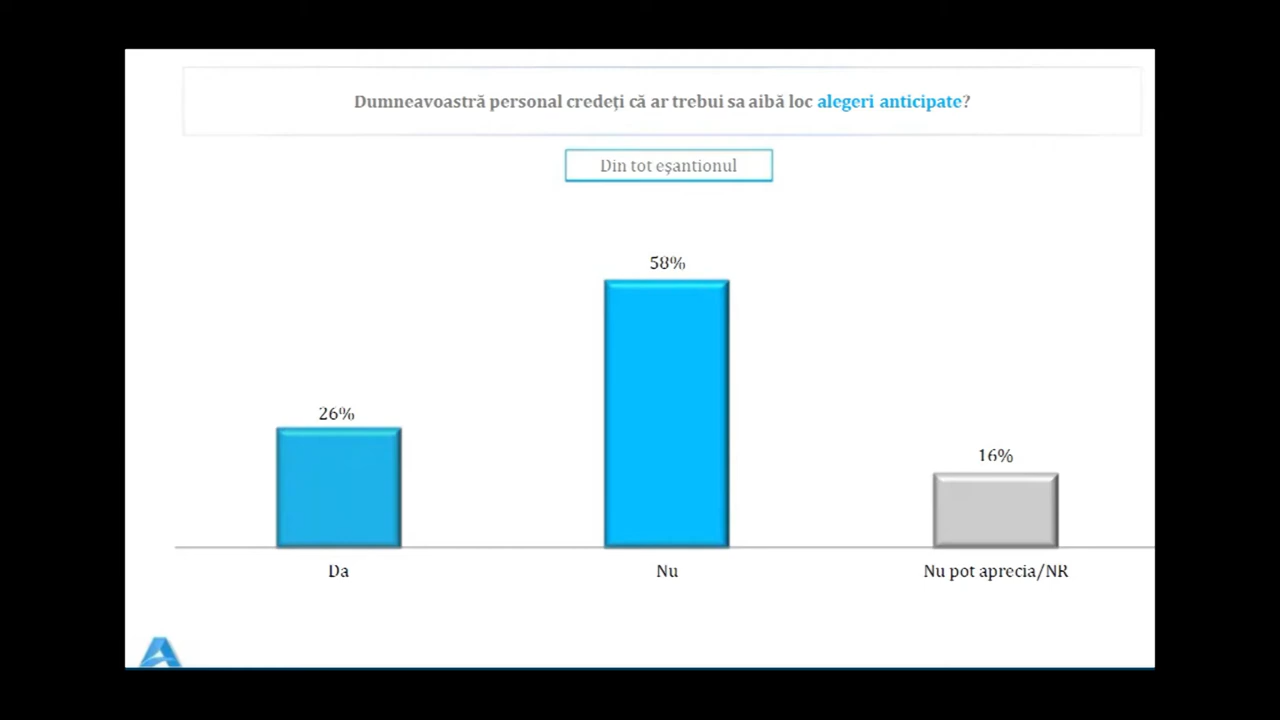 Dumneavoastră personal credeți că ar trebui sa aibă loc alegeri anticipate?
Din tot eşantionul
58%
26%
16%
Da
Nu
Nu pot aprecia/NR